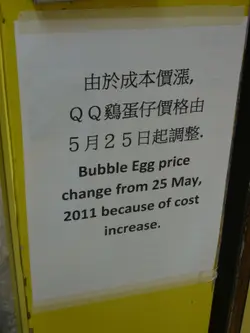 由於成本價漲,
ＱＱ鷄蛋仔價格由
５月２５日起調整.
Bubble Egg price
change from 25 May,
2011 because of cost
increase.